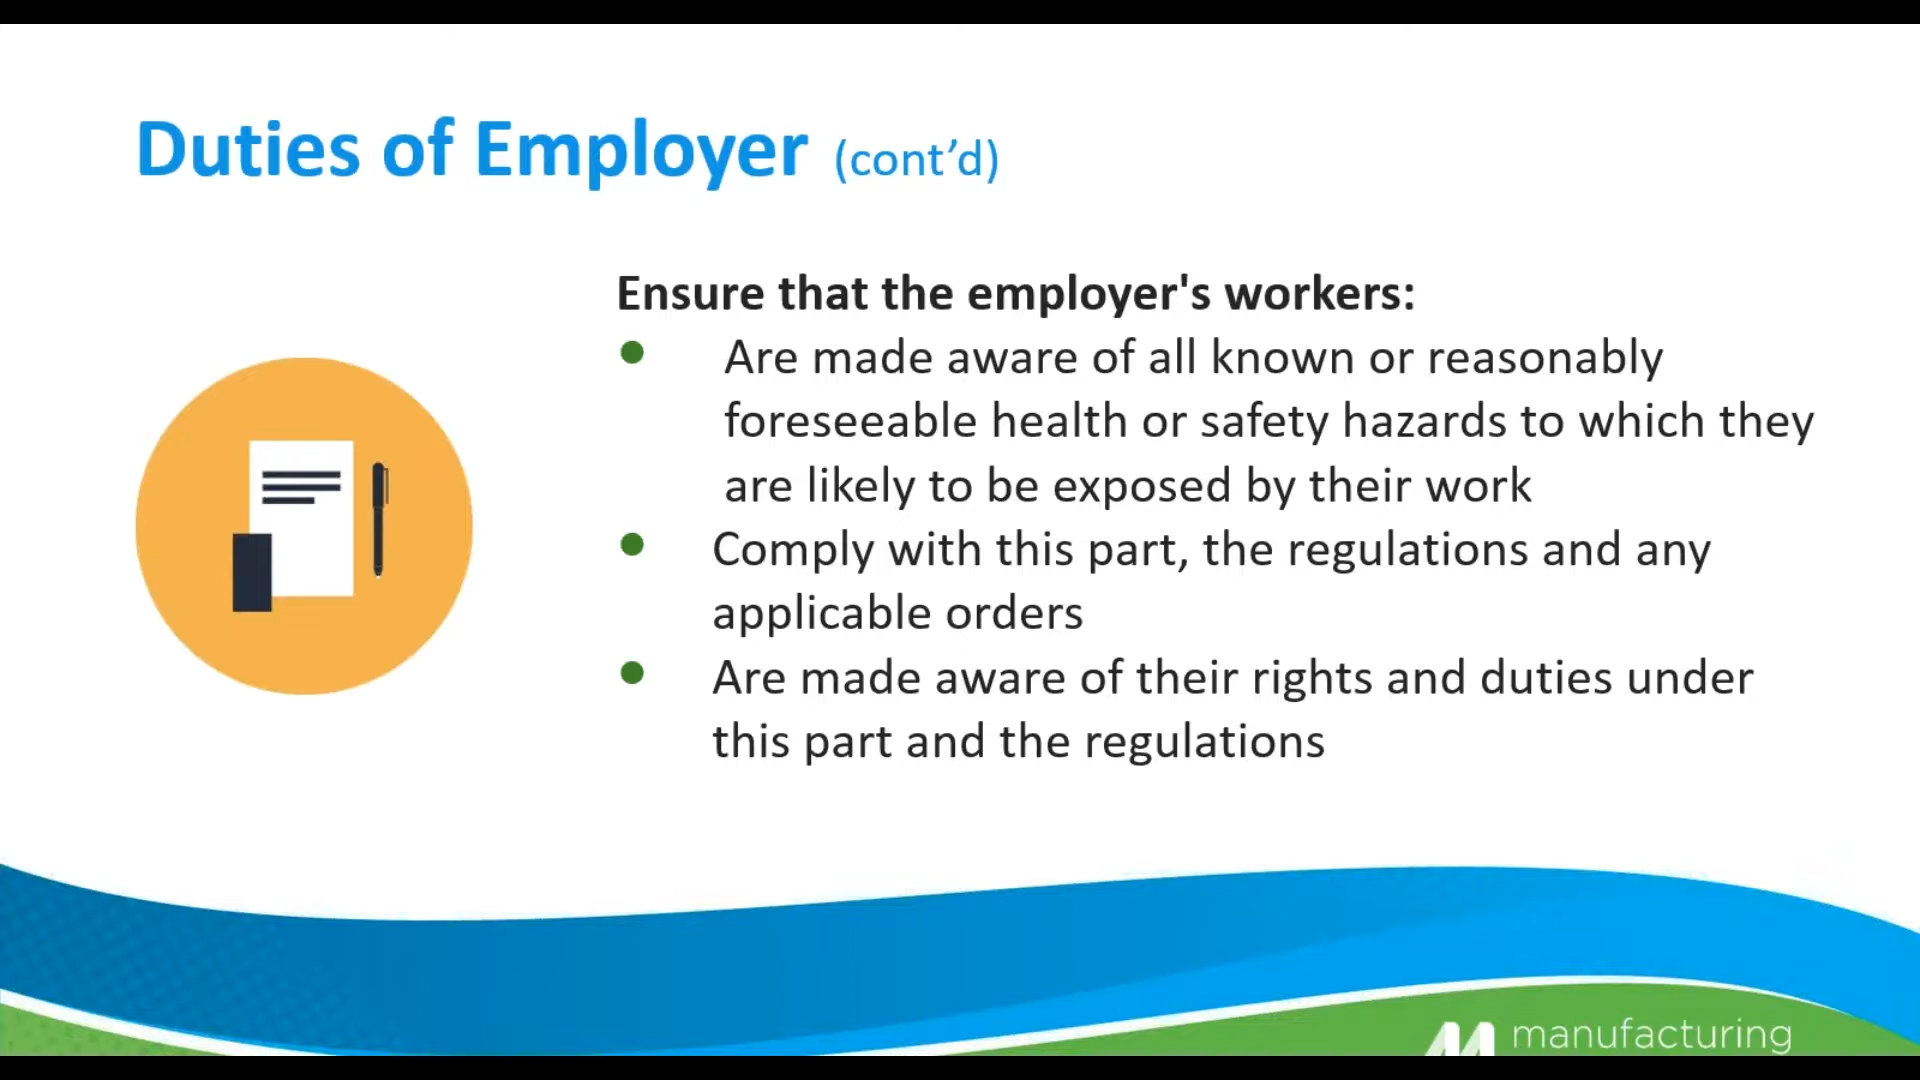 Duties of Employer (cont’d)
Ensure that the employer's workers:
● Are made aware of all known or reasonably
foreseeable health or safety hazards to which they
are likely to be exposed by their work
● Comply with this part, the regulations and any
applicable orders
● Are made aware of their rights and duties under
this part and the regulations
manufacturing